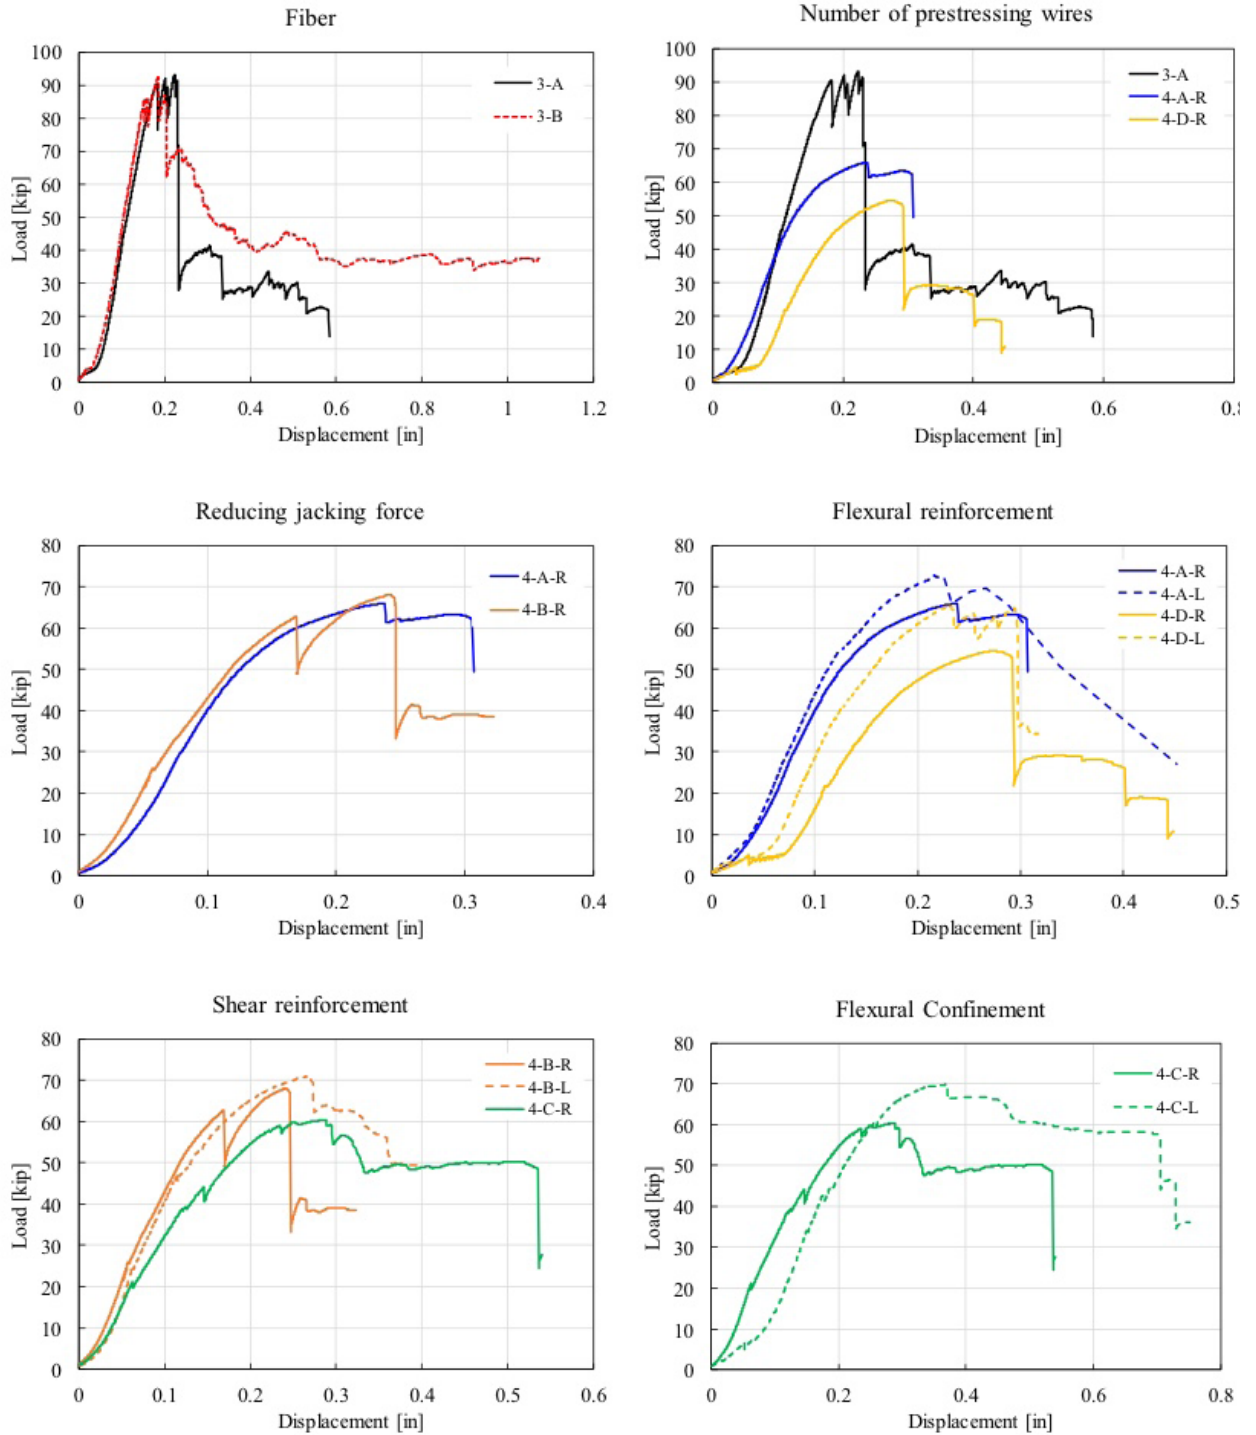 Fiber
100
90
80
70
60
50
40
30
20
10
0
Load [kip]
3-A
3-B
0 0.2 0.4 0.6 0.8 1 1.2
Displacement [in]
Number of prestressing wires
100
90
80
70
60
50
40
30
20
10
0
Load [kip]
3-A
4-A-R
4-D-R
0 0.2 0.4 0.6 0.8
Displacement [in]
Reducing jacking force
80
70
60
50
40
30
20
10
0
Load [kip]
4-A-R
4-B-R
0 0.1 0.2 0.3 0.4
Displacement [in]
Flexural reinforcement
80
70
60
50
40
30
20
10
0
Load [kip]
4-A-R
4-A-L
4-D-R
4-D-L
0 0.1 0.2 0.3 0.4 0.5
Displacement [in]
Shear reinforcement
80
70
60
50
40
30
20
10
0
Load [kip]
4-B-R
4-B-L
4-C-R
0 0.1 0.2 0.3 0.4 0.5 0.6
Displacement [in]
Flexural Confinement
80
70
60
50
40
30
20
10
0
Load [kip]
4-C-R
4-C-L
0 0.2 0.4 0.6 0.8
Displacement [in]